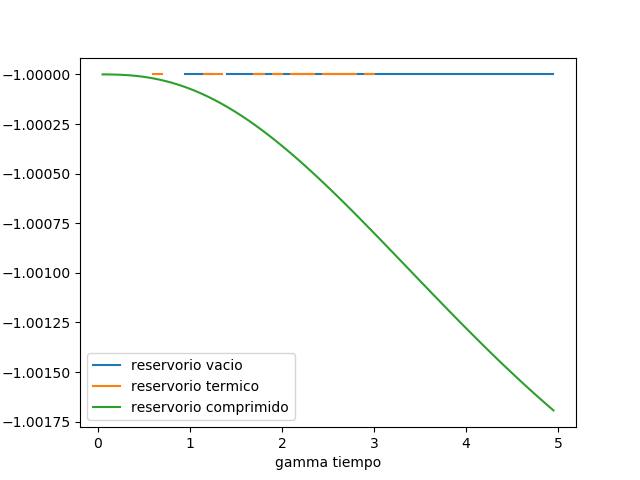 −1.00000
−1.00025
−1.00050
−1.00075
−1.00100
−1.00125
−1.00150
−1.00175
reservorio vacio
reservorio termico
reservorio comprimido
0 1 2 3 4 5
gamma tiempo